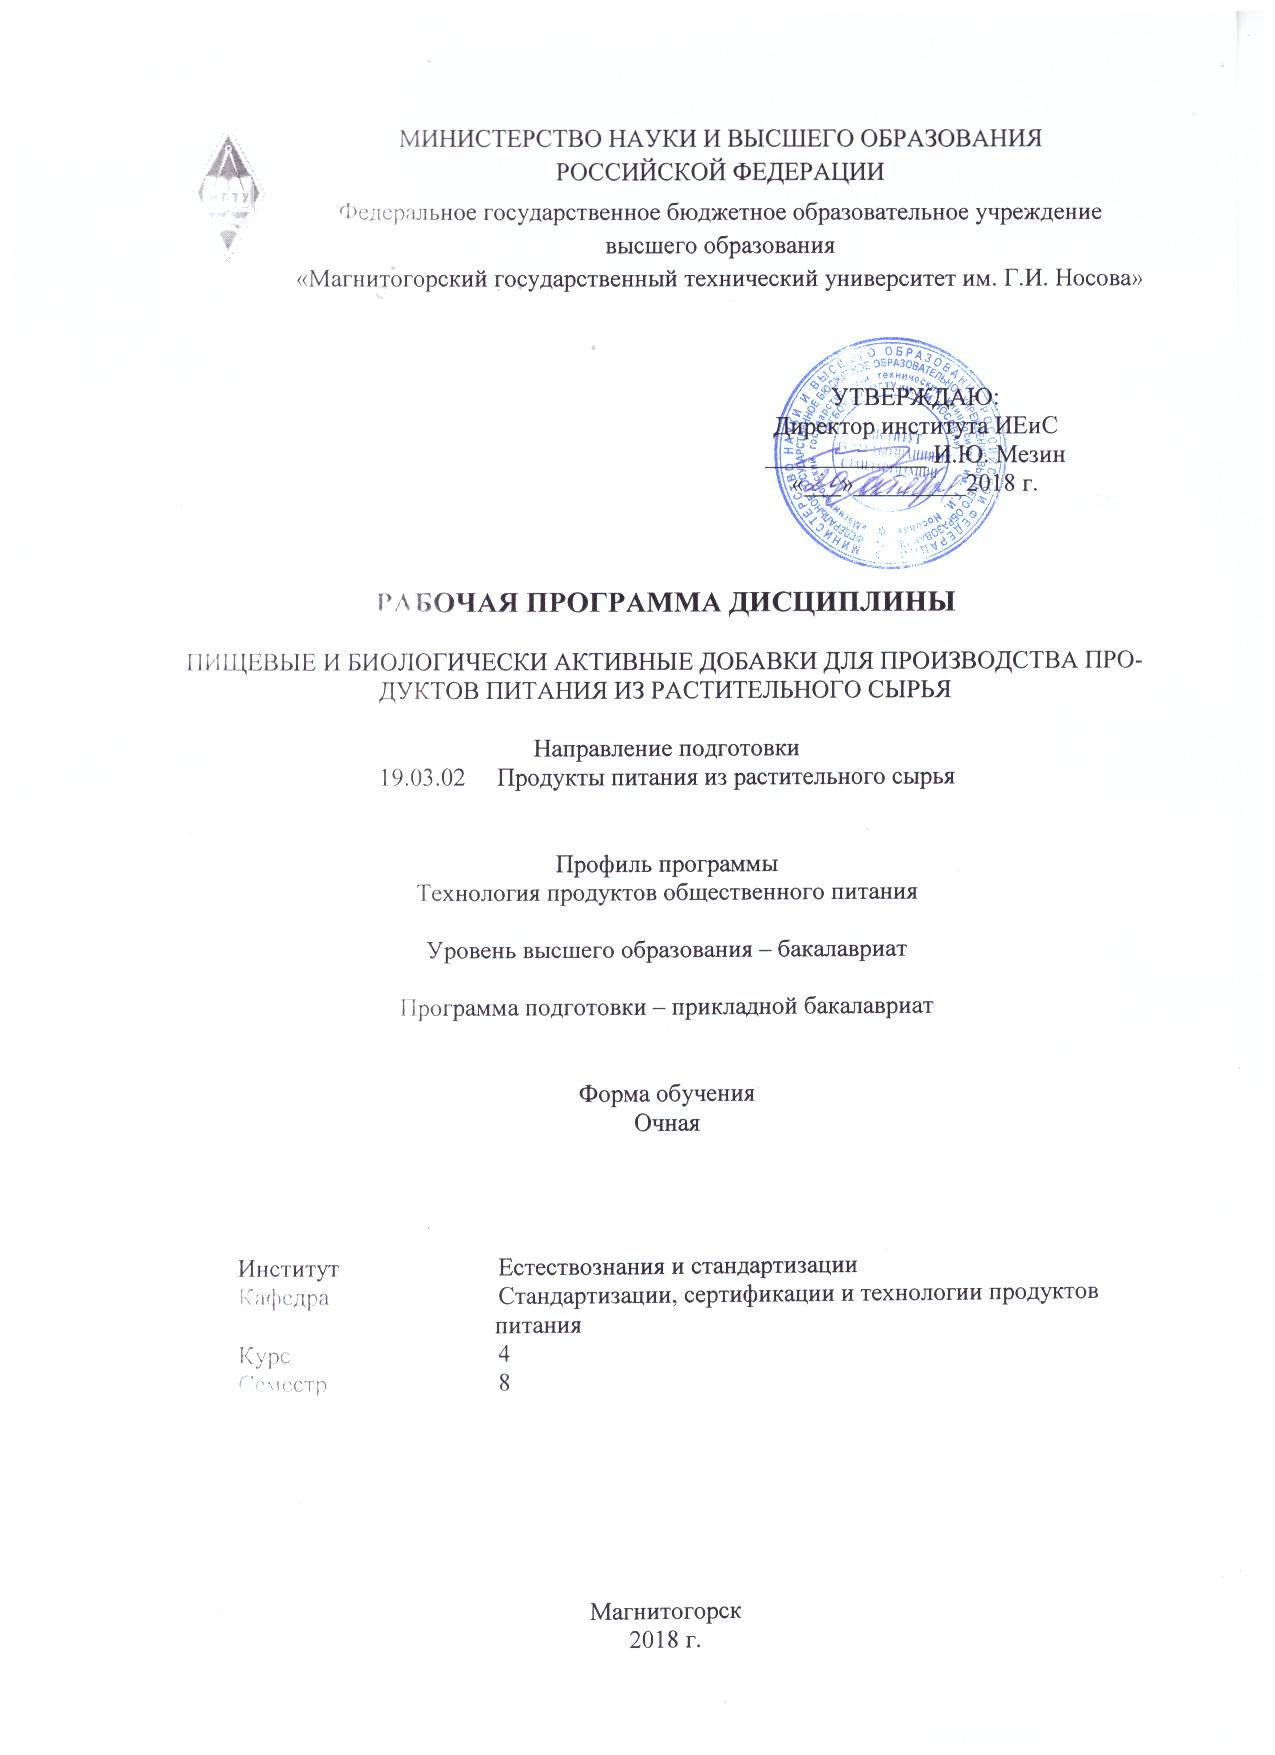 МИНИСТЕРСТВО НАУКИ И ВЫСШЕГО ОБРАЗОВАНИЯ
РОССИЙСКОЙ ФЕДЕРАЦИИ
Федеральное государственное бюджетное образовательное учреждение
высшего образования
«Магнитогорский государственный технический университет им. Г.И. Носова»
МГТУ
УТВЕРЖДАЮ:
Директор института ИЕиС
И.Ю. Мезин
« » октября 2018 г.
РАБОЧАЯ ПРОГРАММА ДИСЦИПЛИНЫ
ПИЩЕВЫЕ И БИОЛОГИЧЕСКИ АКТИВНЫЕ ДОБАВКИ ДЛЯ ПРОИЗВОДСТВА ПРО-
ДУКТОВ ПИТАНИЯ ИЗ РАСТИТЕЛЬНОГО СЫРЬЯ
Направление подготовки
19.03.02 Продукты питания из растительного сырья
Профиль программы
Технология продуктов общественного питания
Уровень высшего образования – бакалавриат
Программа подготовки – прикладной бакалавриат
Форма обучения
Очная
Институт Естествознания и стандартизации
Кафедра Стандартизации, сертификации и технологии продуктов
питания
Курс 4
Семестр 8
Магнитогорск
2018 г.